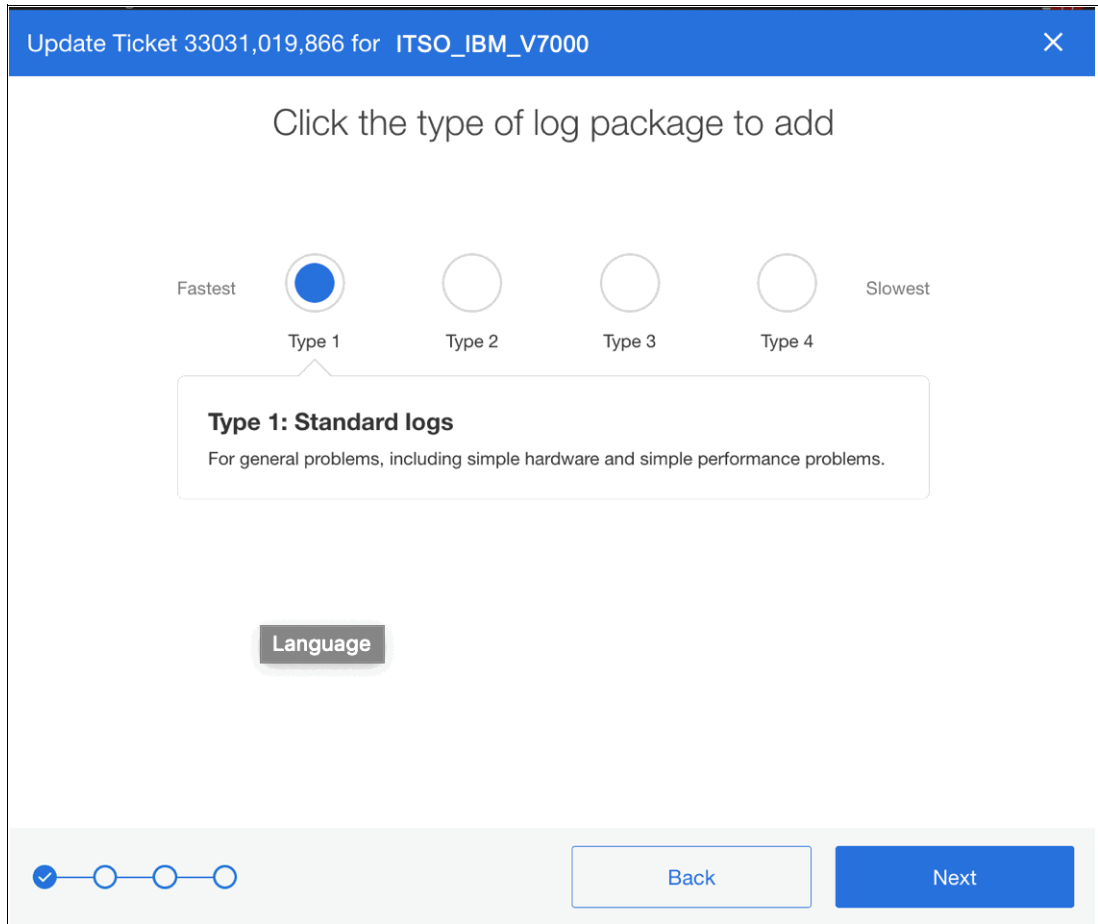 Update Ticket 33031,019,866 for ITSO_IBM_V7000
Click the type of log package to add
Fastest
Slowest
Type 1
Type 2
Type 3
Type 4
Type 1: Standard logs
For general problems, including simple hardware and simple performance problems.
Language
Back
Next